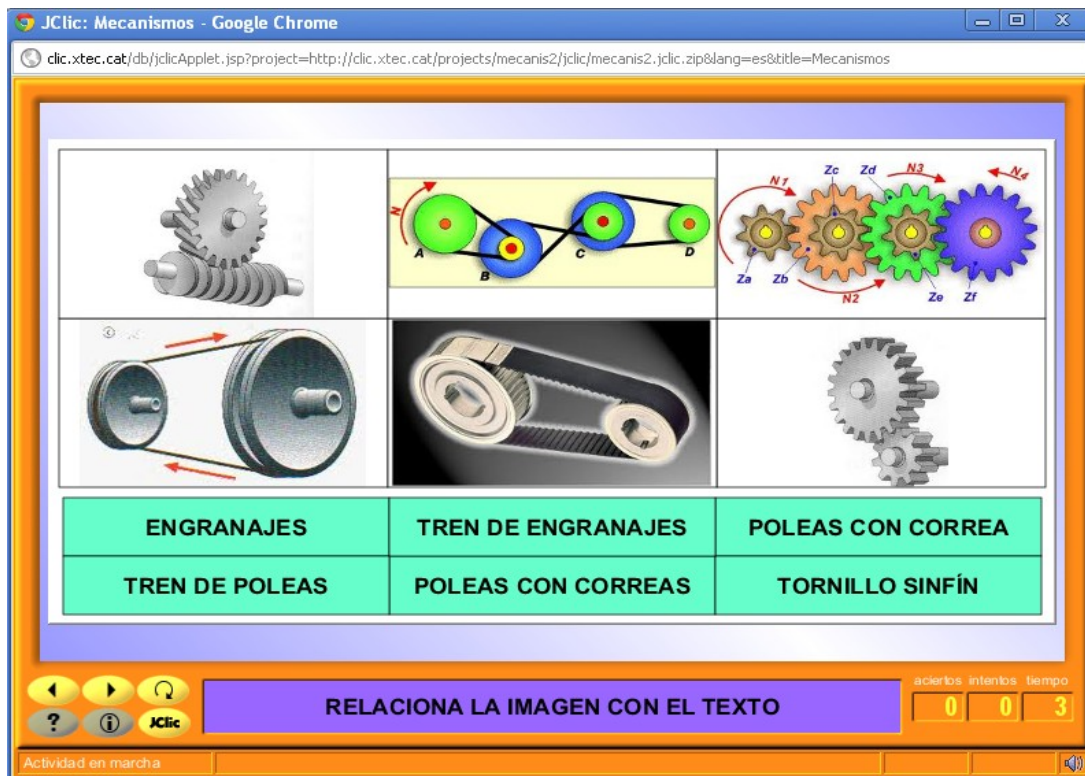 JClic: Mecanismos - Google Chrome
clic.xtec.cat/db/jclicApplet.jsp?project=http://clic.xtec.cat/projects/mecanis2/jclic/mecanis2.jclic.zip&lang=es&title=Mecanismos
N A B C D
N1 Zc Zd N3 N4
Za Zb N2 Ze Zf
ENGRANAJES TREN DE ENGRANAJES POLEAS CON CORREA
TREN DE POLEAS POLEAS CON CORREAS TORNILLO SINFÍN
RELACIONA LA IMAGEN CON EL TEXTO
aciertos intentos tiempo
0 0 3
? i JClic
Actividad en marcha